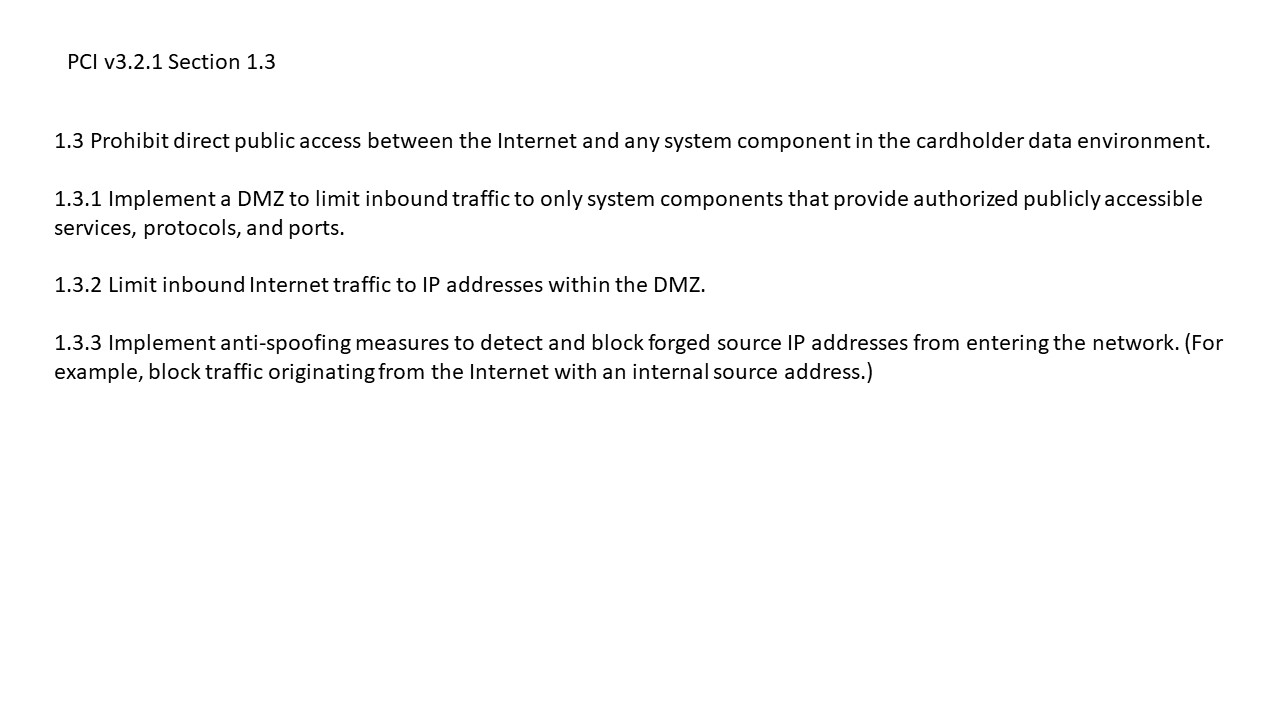 PCI v3.2.1 Section 1.3
1.3 Prohibit direct public access between the Internet and any system component in the cardholder data environment.
1.3.1 Implement a DMZ to limit inbound traffic to only system components that provide authorized publicly accessible
services, protocols, and ports.
1.3.2 Limit inbound Internet traffic to IP addresses within the DMZ.
1.3.3 Implement anti-spoofing measures to detect and block forged source IP addresses from entering the network. (For
example, block traffic originating from the Internet with an internal source address.)